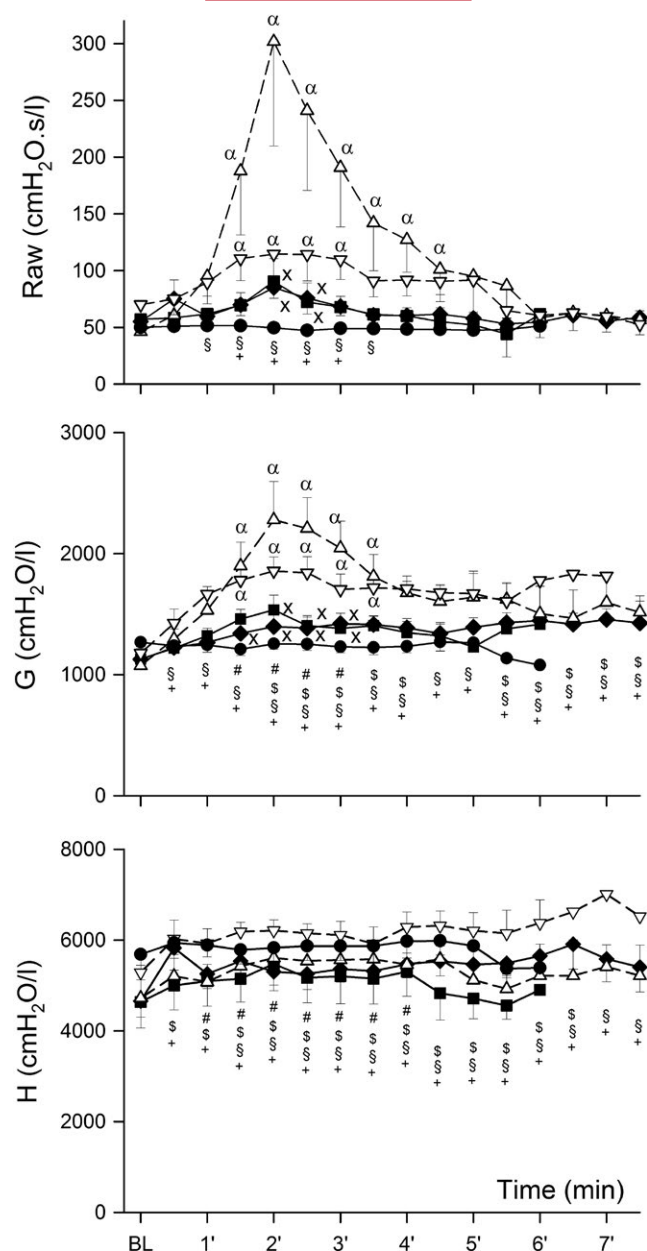 Raw (cmH₂O.s/l)
300
250
200
150
100
50
0
α
α
α α
α
α
α
α α α α
x
x
x
x
§ § § § § §
+ + + +
G (cmH₂O/l)
3000
2000
1000
0
α
α
α
α
α
α α
α
α
α
x x x
x x x x
# # # #
$ $ $ $ $ $ $ $ $ $
§ § § § § § § § § § § § § § §
+ + + + + + + + + + + + + + +
H (cmH₂O/l)
8000
6000
4000
2000
0
# # # # # # #
$ $ $ $ $ $ $ $ $ $ $ $ $
§ § § § § § § § § § § § §
+ + + + + + + + + + + + + + +
Time (min)
BL 1' 2' 3' 4' 5' 6' 7'